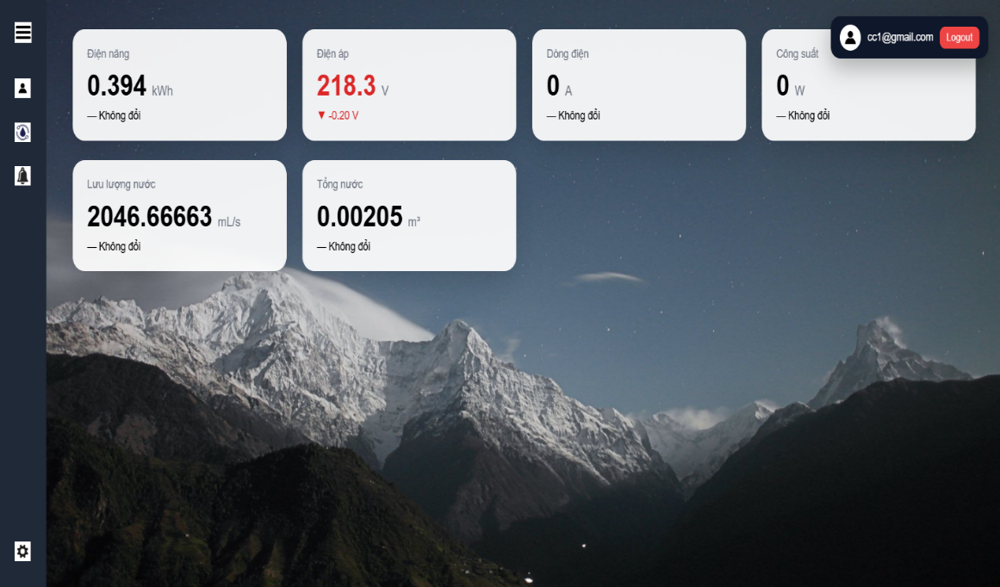 cc1@gmail.com Logout
Điện năng
0.394 kWh
— Không đổi
Điện áp
218.3 V
▼ -0.20 V
Dòng điện
0 A
— Không đổi
Công suất
0 W
— Không đổi
Lưu lượng nước
2046.66663 mL/s
— Không đổi
Tổng nước
0.00205 m³
— Không đổi